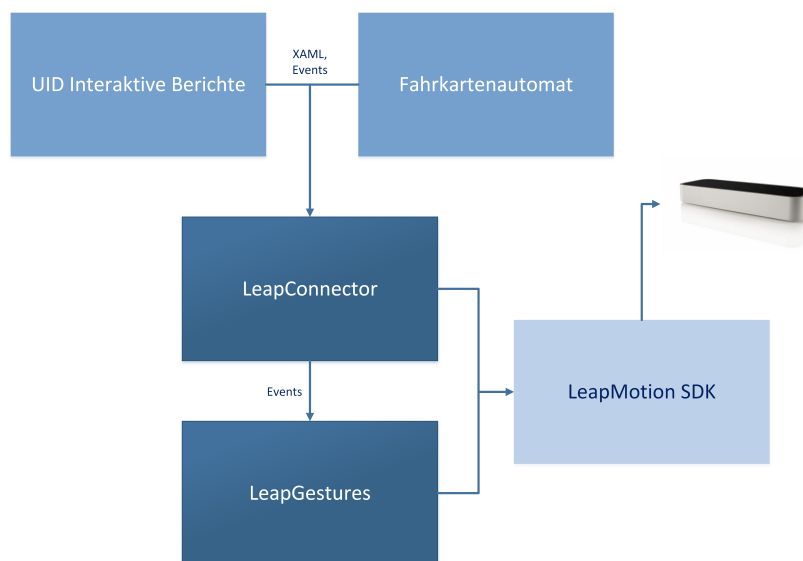 UID Interaktive Berichte
XAML,
Events
Fahrkartenautomat
LeapConnector
Events
LeapMotion SDK
LeapGestures